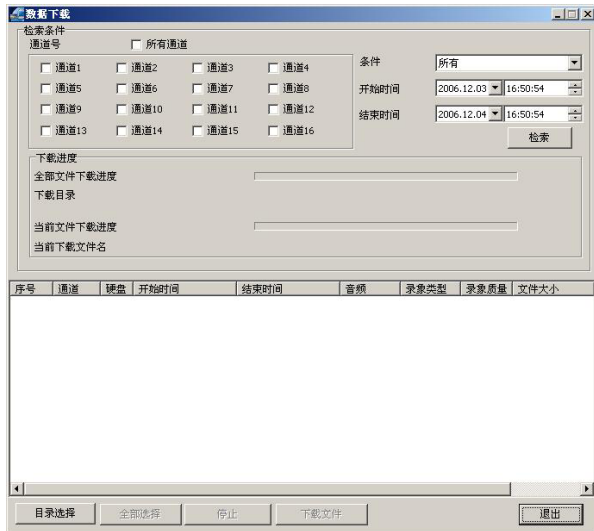 数据下载
检索条件
通道号 所有通道
通道1 通道2 通道3 通道4
条件 所有
通道5 通道6 通道7 通道8
开始时间 2006.12.03 16:50:54
通道9 通道10 通道11 通道12
结束时间 2006.12.04 16:50:54
通道13 通道14 通道15 通道16
检索
下载进度
全部文件下载进度
下载目录
当前文件下载进度
当前下载文件名
序号 通道 硬盘 开始时间 结束时间 音频 录象类型 录象质量 文件大小
目录选择 全部选择 停止 下载文件 退出